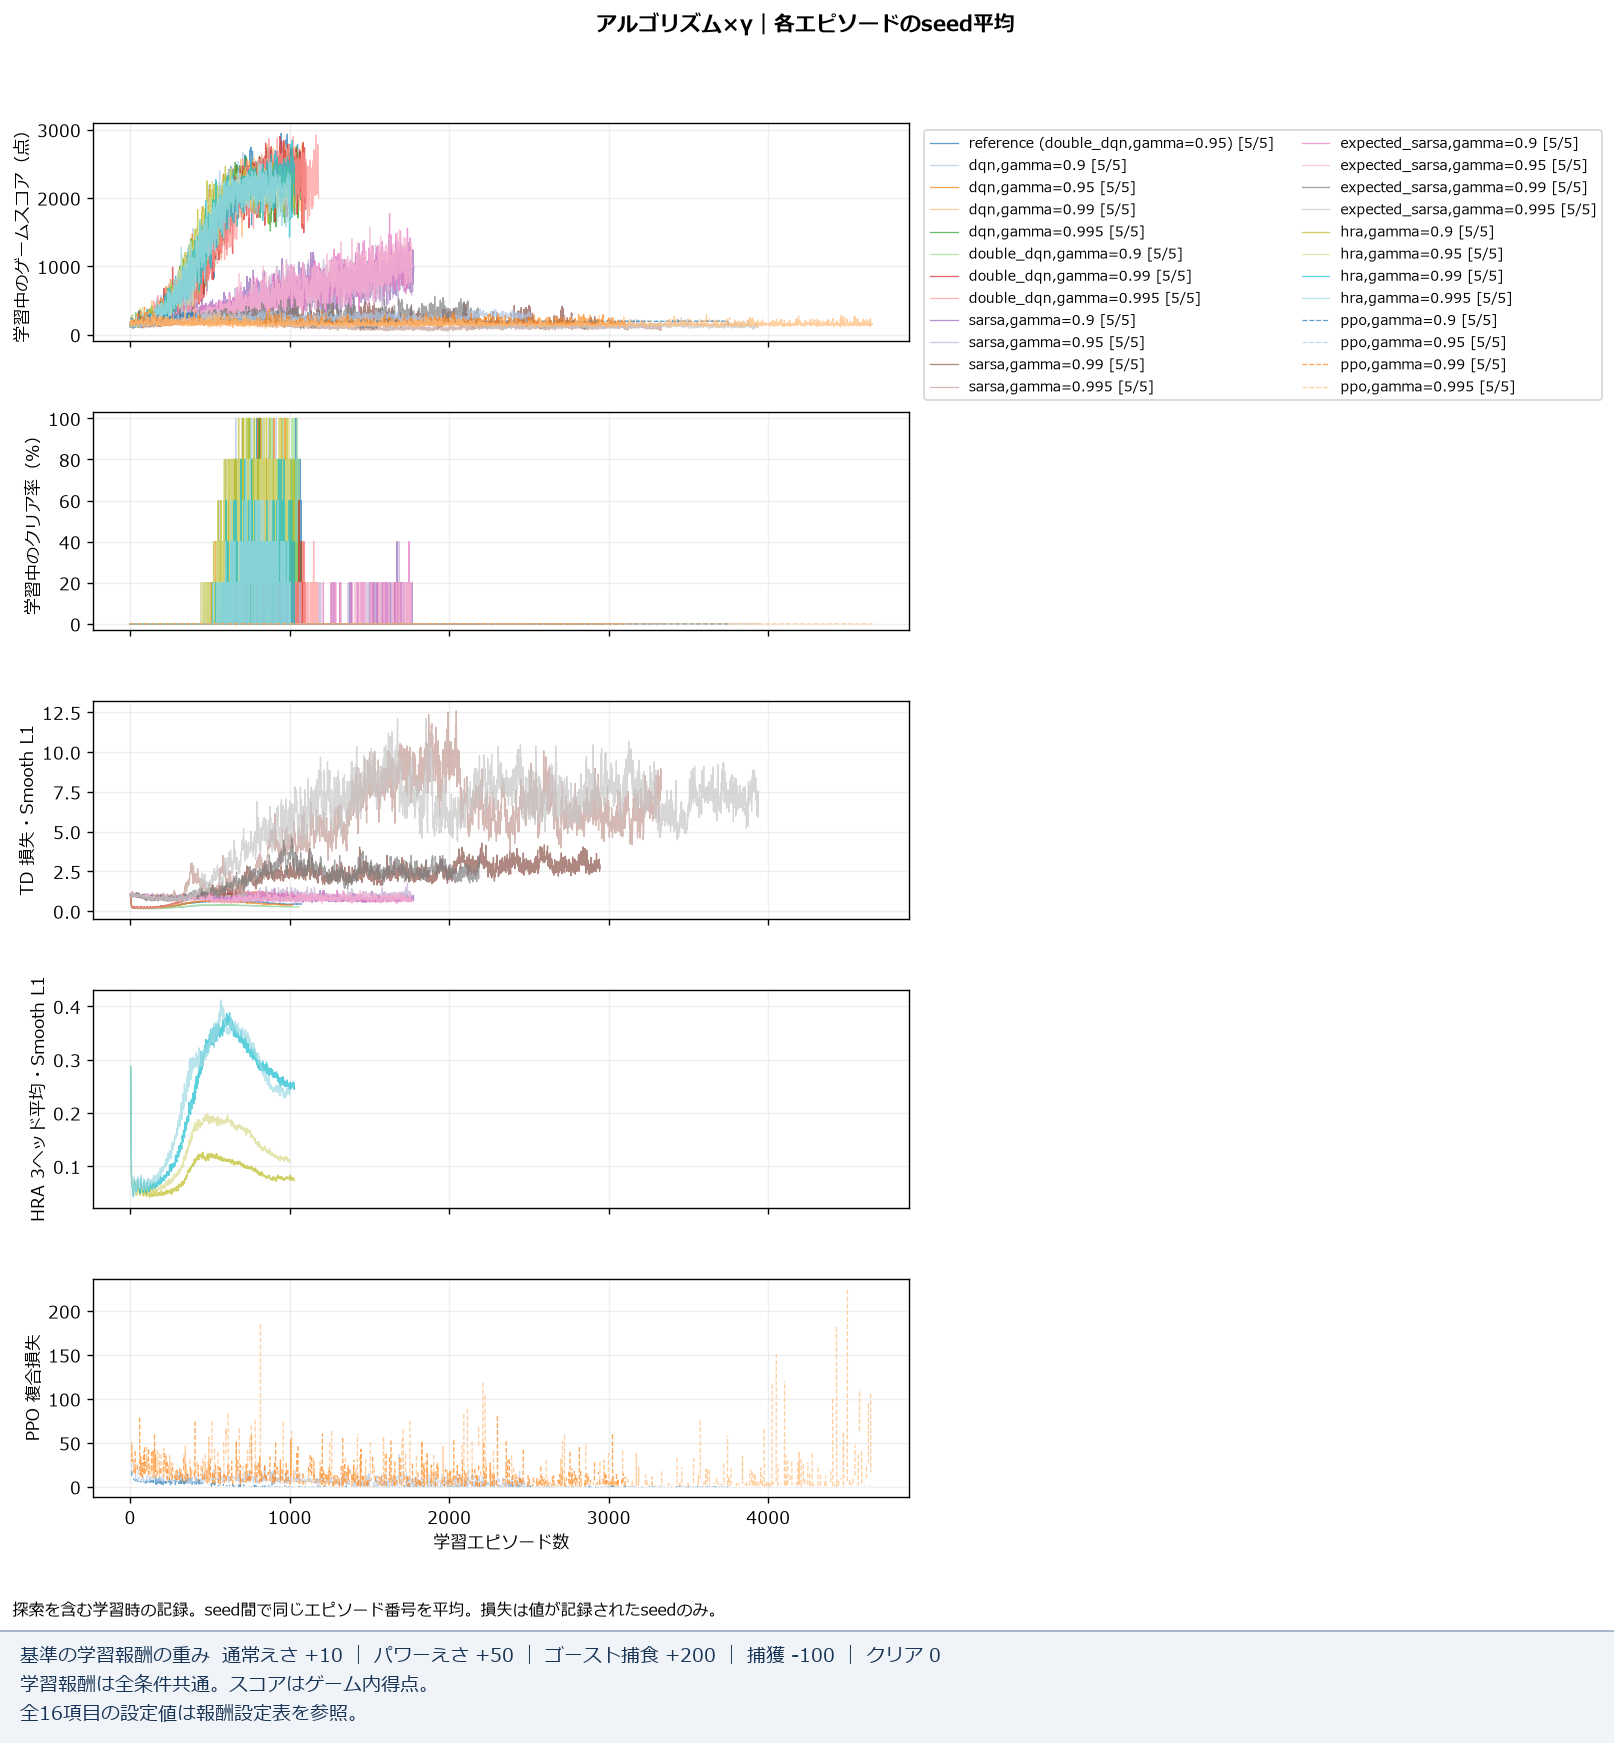 アルゴリズム×γ｜各エピソードのseed平均
学習中のゲームスコア（点）
3000
2000
1000
0
reference (double_dqn,gamma=0.95) [5/5]
dqn,gamma=0.9 [5/5]
dqn,gamma=0.95 [5/5]
dqn,gamma=0.99 [5/5]
dqn,gamma=0.995 [5/5]
double_dqn,gamma=0.9 [5/5]
double_dqn,gamma=0.99 [5/5]
double_dqn,gamma=0.995 [5/5]
sarsa,gamma=0.9 [5/5]
sarsa,gamma=0.95 [5/5]
sarsa,gamma=0.99 [5/5]
sarsa,gamma=0.995 [5/5]
expected_sarsa,gamma=0.9 [5/5]
expected_sarsa,gamma=0.95 [5/5]
expected_sarsa,gamma=0.99 [5/5]
expected_sarsa,gamma=0.995 [5/5]
hra,gamma=0.9 [5/5]
hra,gamma=0.95 [5/5]
hra,gamma=0.99 [5/5]
hra,gamma=0.995 [5/5]
ppo,gamma=0.9 [5/5]
ppo,gamma=0.95 [5/5]
ppo,gamma=0.99 [5/5]
ppo,gamma=0.995 [5/5]
学習中のクリア率（%）
100
80
60
40
20
0
TD 損失・Smooth L1
12.5
10.0
7.5
5.0
2.5
0.0
HRA 3ヘッド平均・Smooth L1
0.4
0.3
0.2
0.1
PPO 複合損失
200
150
100
50
0
0
1000
2000
3000
4000
学習エピソード数
探索を含む学習時の記録。seed間で同じエピソード番号を平均。損失は値が記録されたseedのみ。
基準の学習報酬の重み 通常えさ +10 ｜ パワーえさ +50 ｜ ゴースト捕食 +200 ｜ 捕獲 -100 ｜ クリア 0
学習報酬は全条件共通。スコアはゲーム内得点。
全16項目の設定値は報酬設定表を参照。